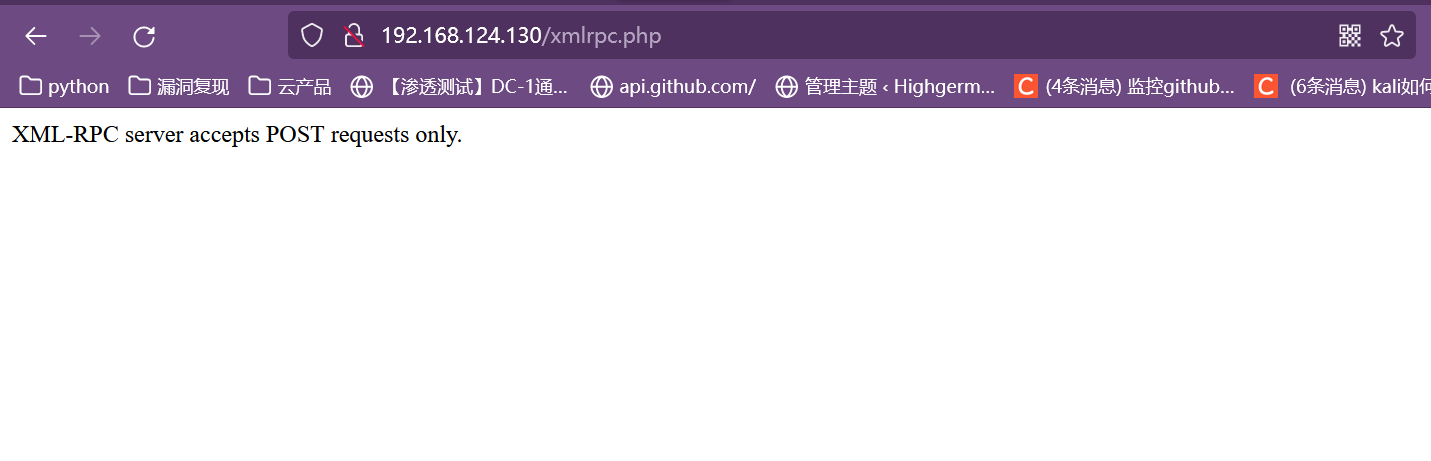 192.168.124.130/xmlrpc.php
python 漏洞复现 云产品 【渗透测试】DC-1通... api.github.com/ 管理主题 ‹ Highgerm... C (4条消息) 监控github... C (6条消息) kali如何
XML-RPC server accepts POST requests only.